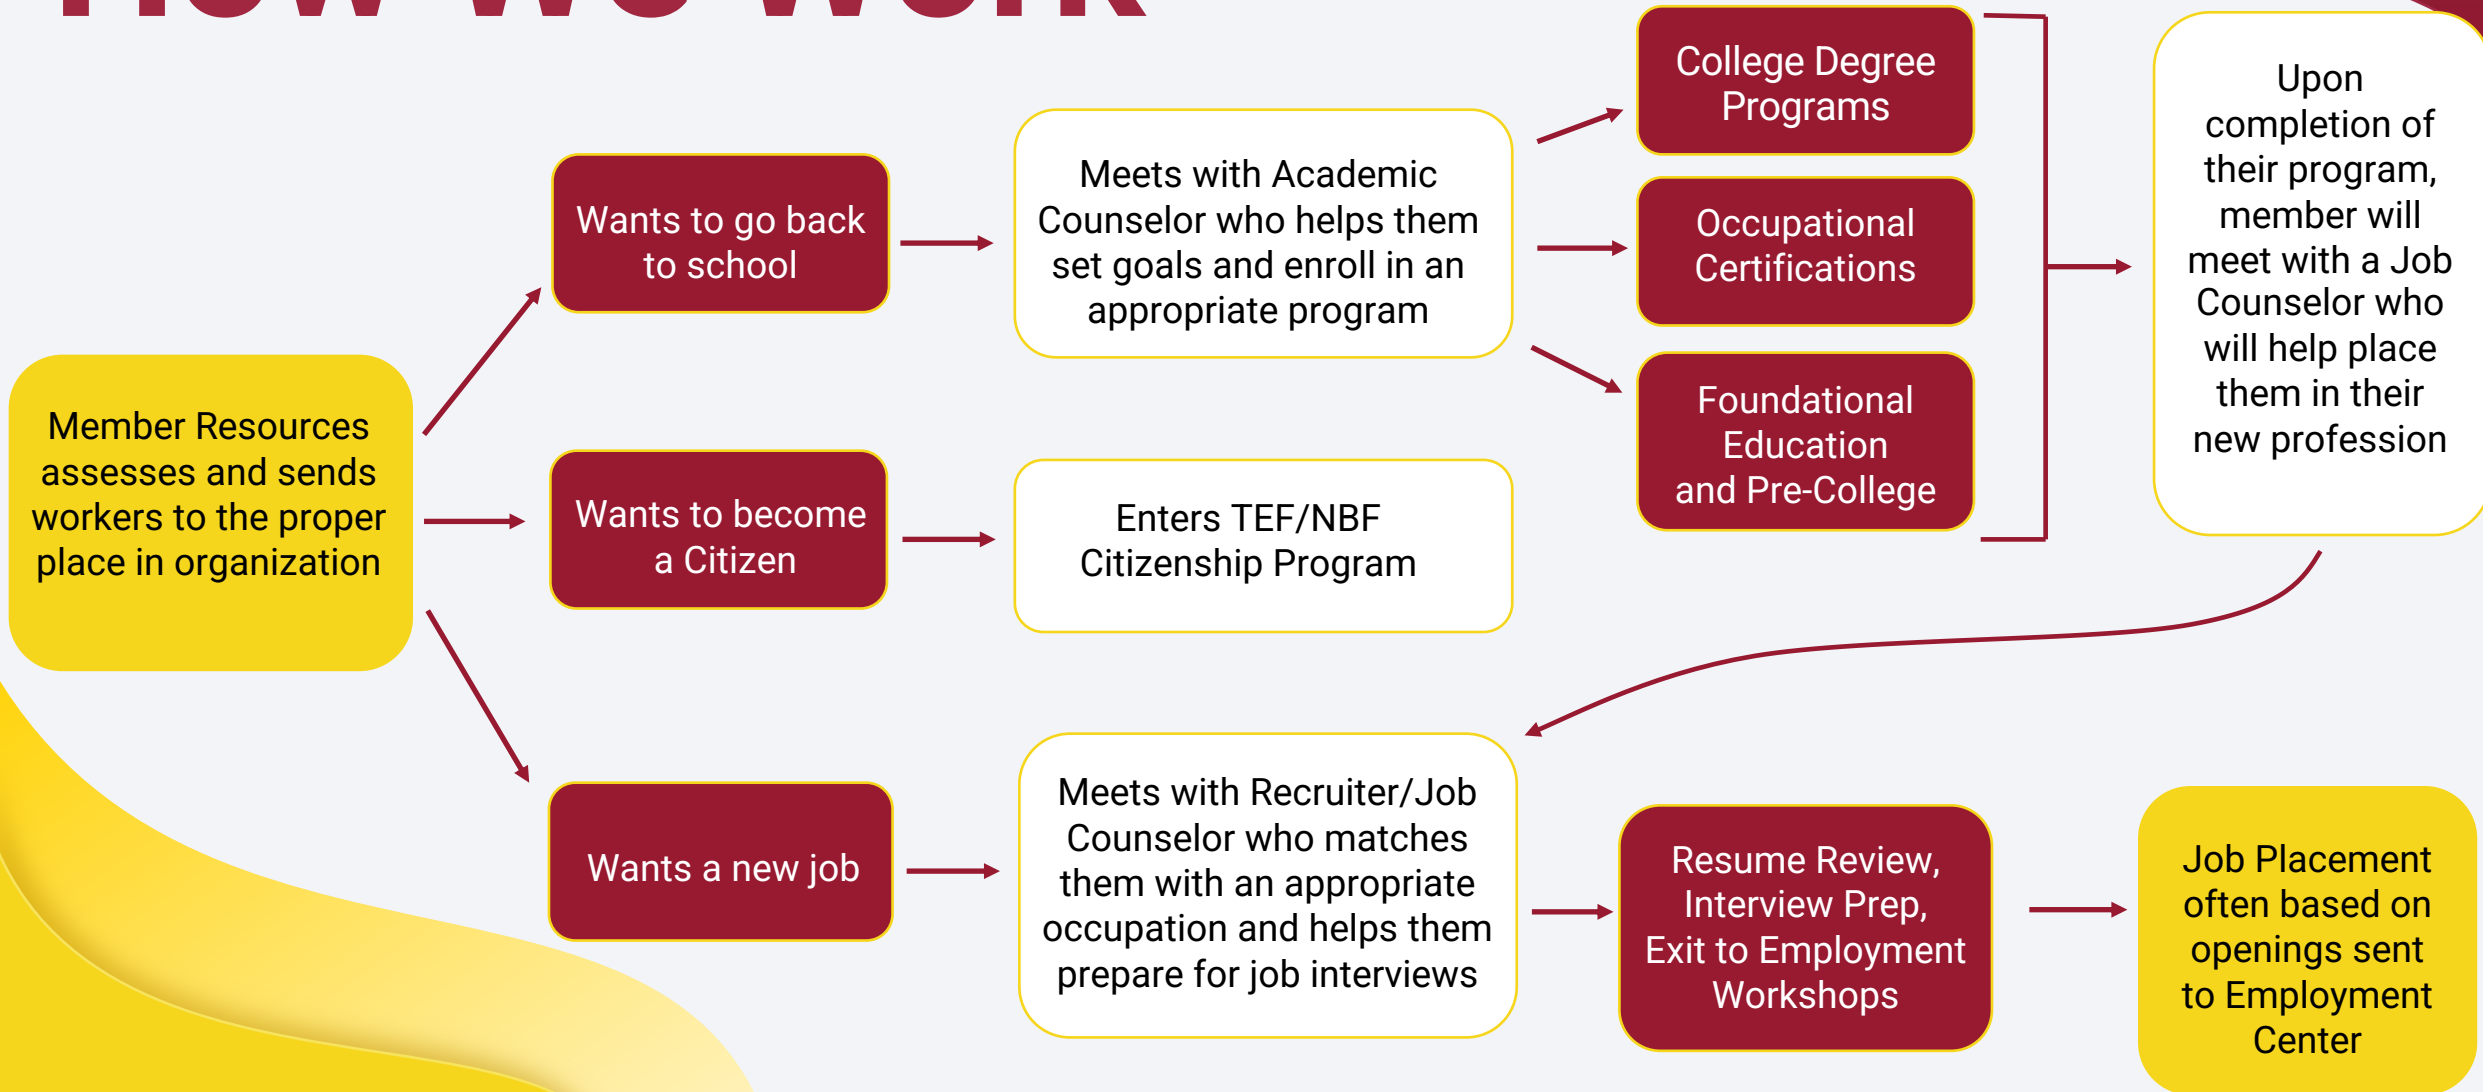 How We Work
Member Resources
assesses and sends
workers to the proper
place in organization
Wants to go back
to school
Meets with Academic
Counselor who helps them
set goals and enroll in an
appropriate program
College Degree
Programs
Occupational
Certifications
Foundational
Education
and Pre-College
Upon
completion of
their program,
member will
meet with a Job
Counselor who
will help place
them in their
new profession
Wants to become
a Citizen
Enters TEF/NBF
Citizenship Program
Wants a new job
Meets with Recruiter/Job
Counselor who matches
them with an appropriate
occupation and helps them
prepare for job interviews
Resume Review,
Interview Prep,
Exit to Employment
Workshops
Job Placement
often based on
openings sent
to Employment
Center